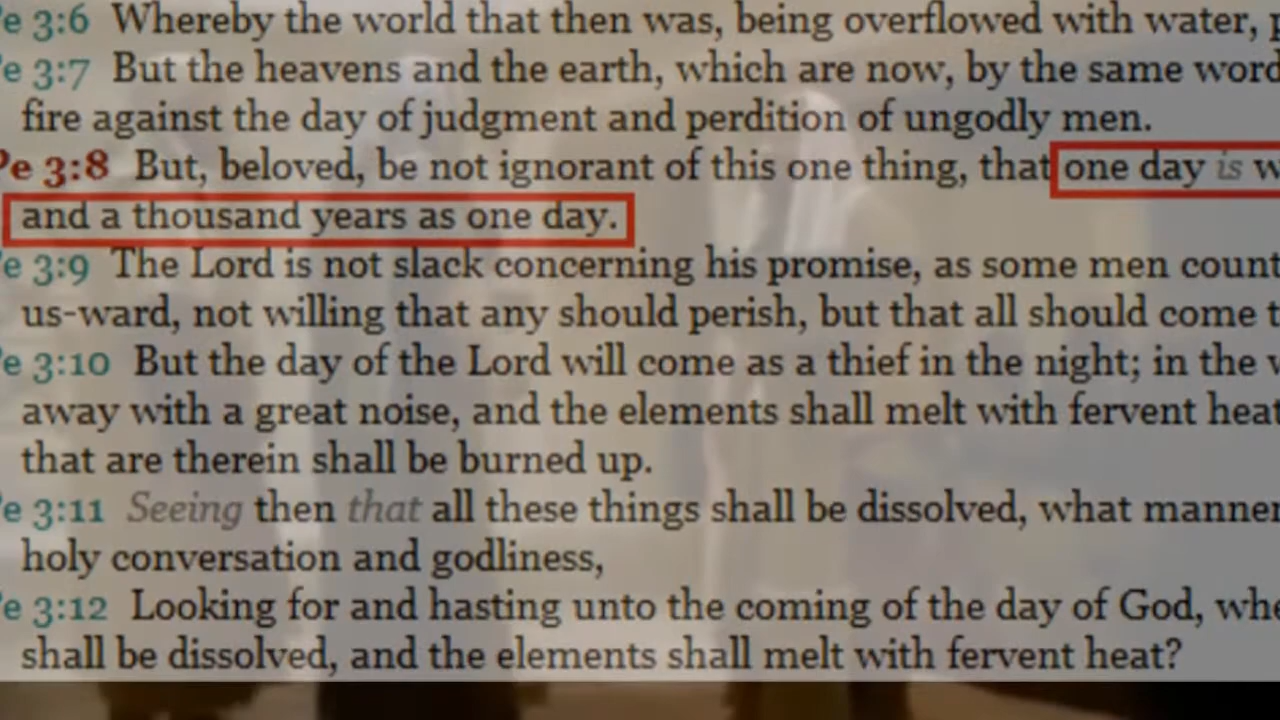 e 3:6 Whereby the world that then was, being overflowed with water,
e 3:7 But the heavens and the earth, which are now, by the same word
fire against the day of judgment and perdition of ungodly men.
Pe 3:8 But, beloved, be not ignorant of this one thing, that one day is w
and a thousand years as one day.
e 3:9 The Lord is not slack concerning his promise, as some men count
us-ward, not willing that any should perish, but that all should come t
e 3:10 But the day of the Lord will come as a thief in the night; in the
away with a great noise, and the elements shall melt with fervent heat
that are therein shall be burned up.
e 3:11 Seeing then that all these things shall be dissolved, what manner
holy conversation and godliness,
e 3:12 Looking for and hasting unto the coming of the day of God, whe
shall be dissolved, and the elements shall melt with fervent heat?